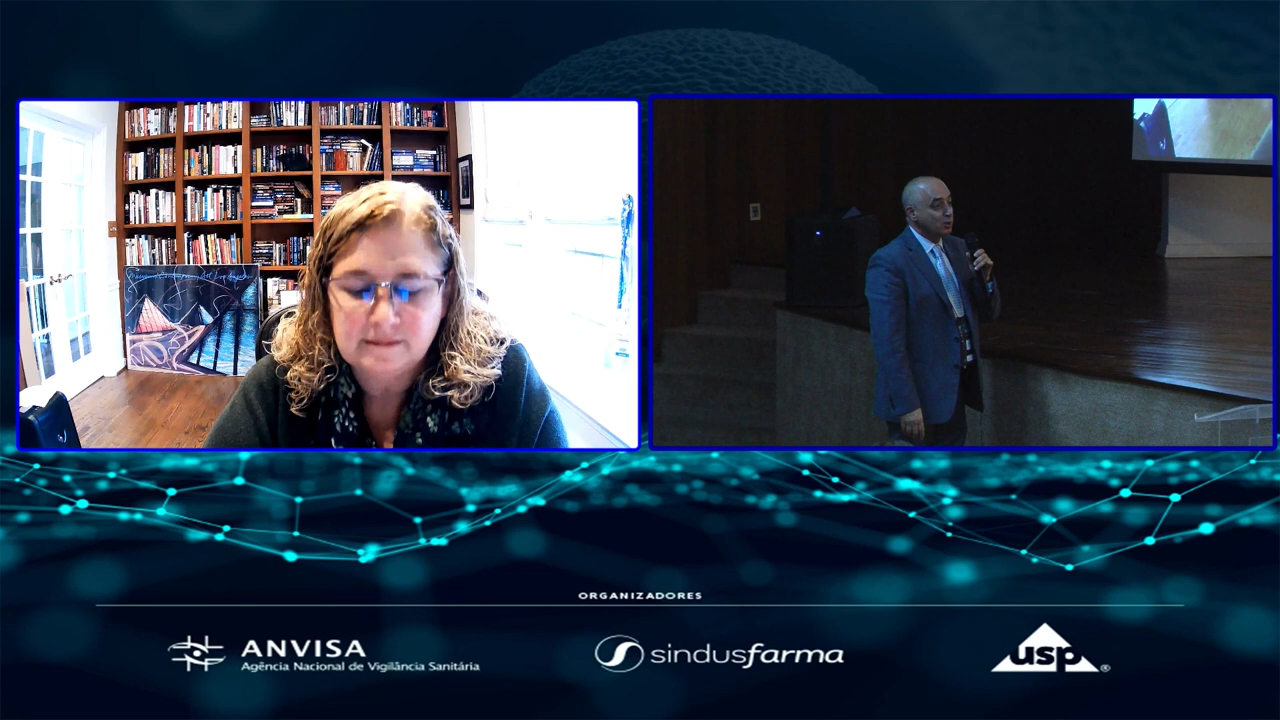 ORGANIZADORES
ANVISA
Agência Nacional de Vigilância Sanitária
sindusfarma
usp®